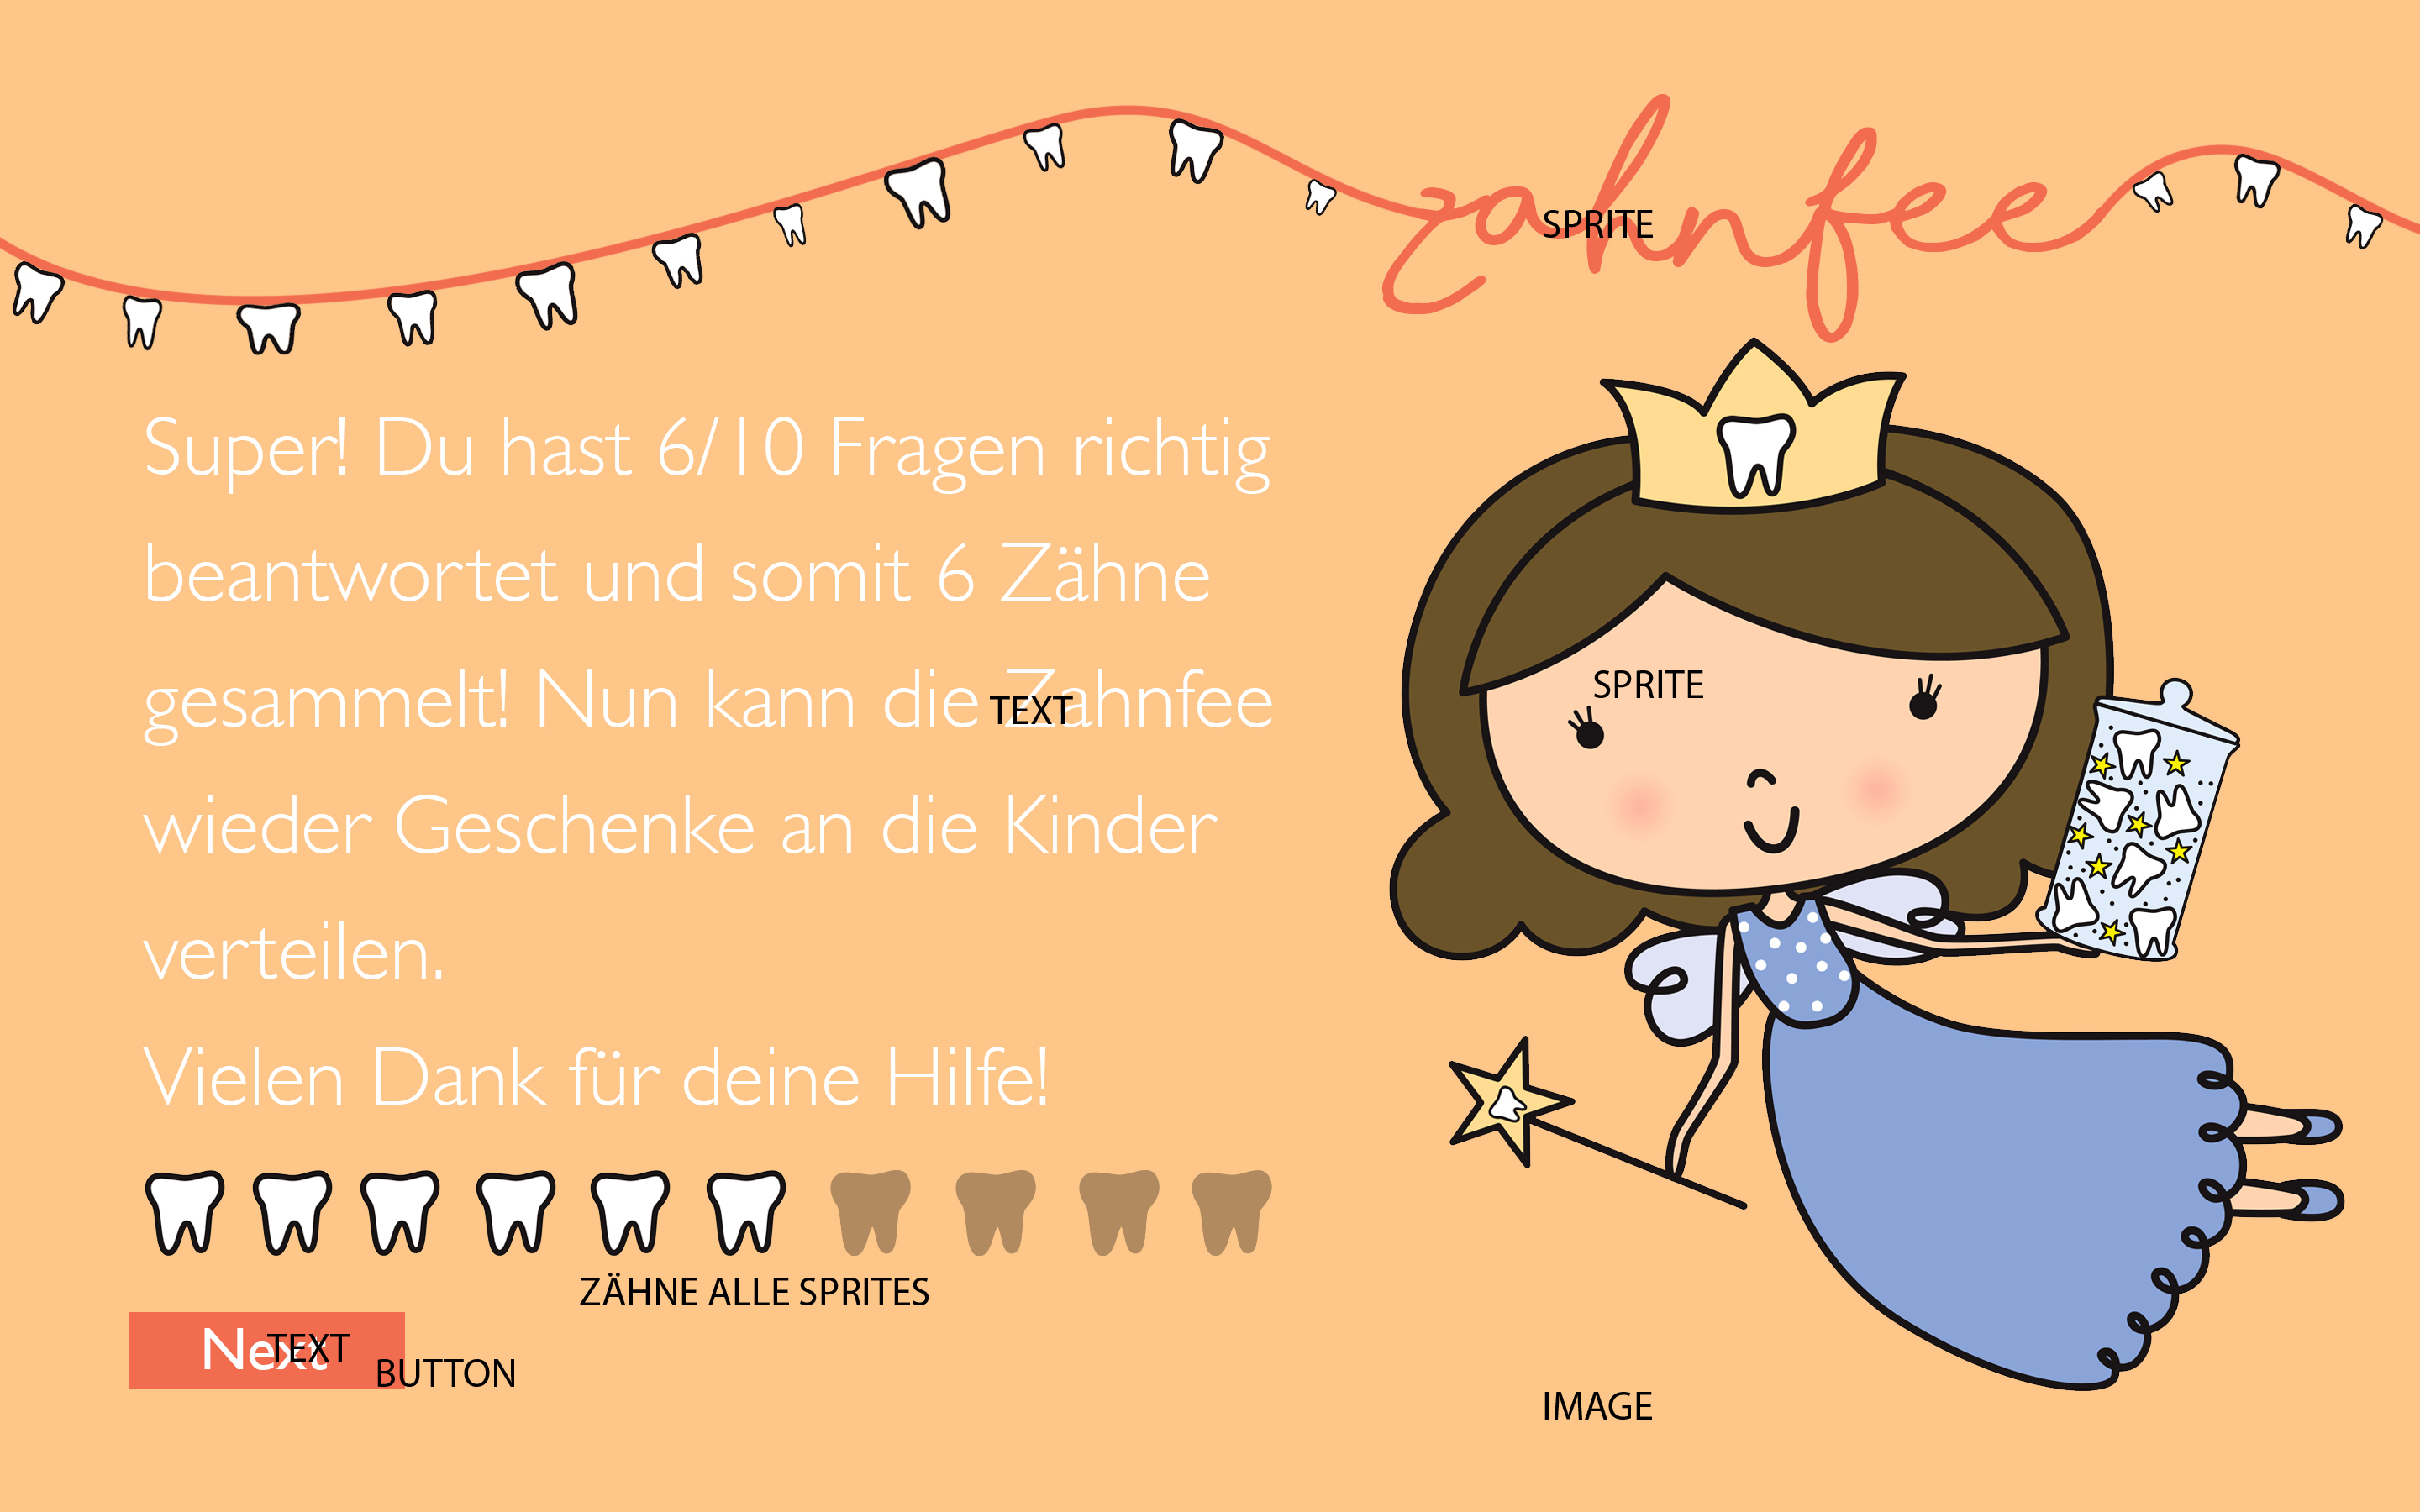 zahnfee
SPRITE
Super! Du hast 6/10 Fragen richtig
beantwortet und somit 6 Zähne
gesammelt! Nun kann die Zahnfee
TEXT
wieder Geschenke an die Kinder
verteilen.
Vielen Dank für deine Hilfe!
SPRITE
ZÄHNE ALLE SPRITES
Next
TEXT
BUTTON
IMAGE